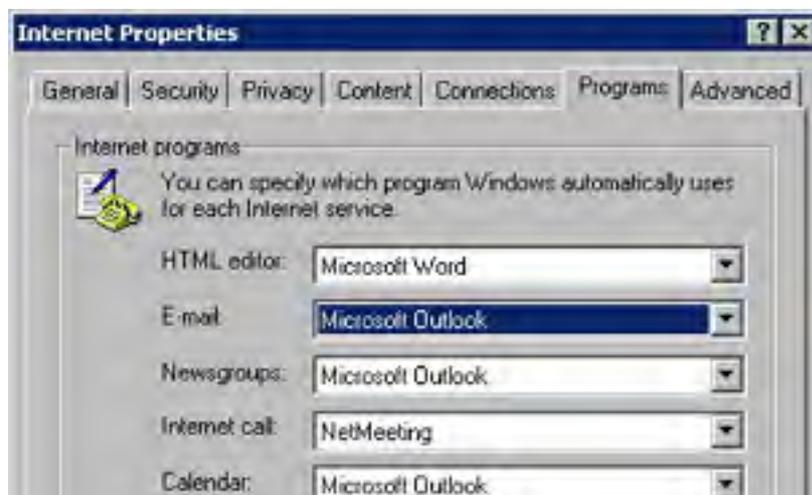 Internet Properties
General Security Privacy Content Connections Programs Advanced
Internet programs
You can specify which program Windows automatically uses
for each Internet service.
HTML editor: Microsoft Word
E-mail: Microsoft Outlook
Newsgroups: Microsoft Outlook
Internet call: NetMeeting
Calendar: Microsoft Outlook